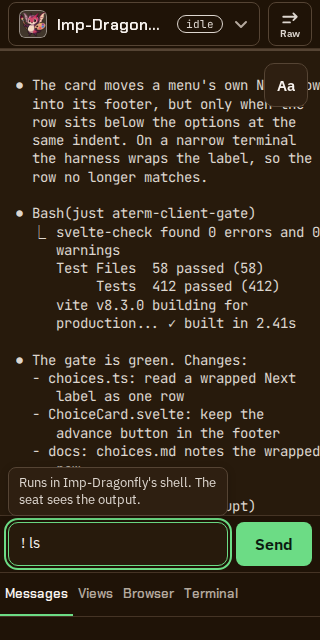 Imp-Dragon...
idle
Raw
Aa
● The card moves a menu's own N
into its footer, but only when the
row sits below the options at the
same indent. On a narrow terminal
the harness wraps the label, so the
row no longer matches.
● Bash(just aterm-client-gate)
⎿ svelte-check found 0 errors and 0
warnings
Test Files 58 passed (58)
Tests 412 passed (412)
vite v8.3.0 building for
production... ✓ built in 2.41s
● The gate is green. Changes:
- choices.ts: read a wrapped Next
label as one row
- ChoiceCard.svelte: keep the
advance button in the footer
- docs: choices.md notes the wrapped
Runs in Imp-Dragonfly's shell. The
seat sees the output.
upt)
! ls
Send
Messages Views Browser Terminal